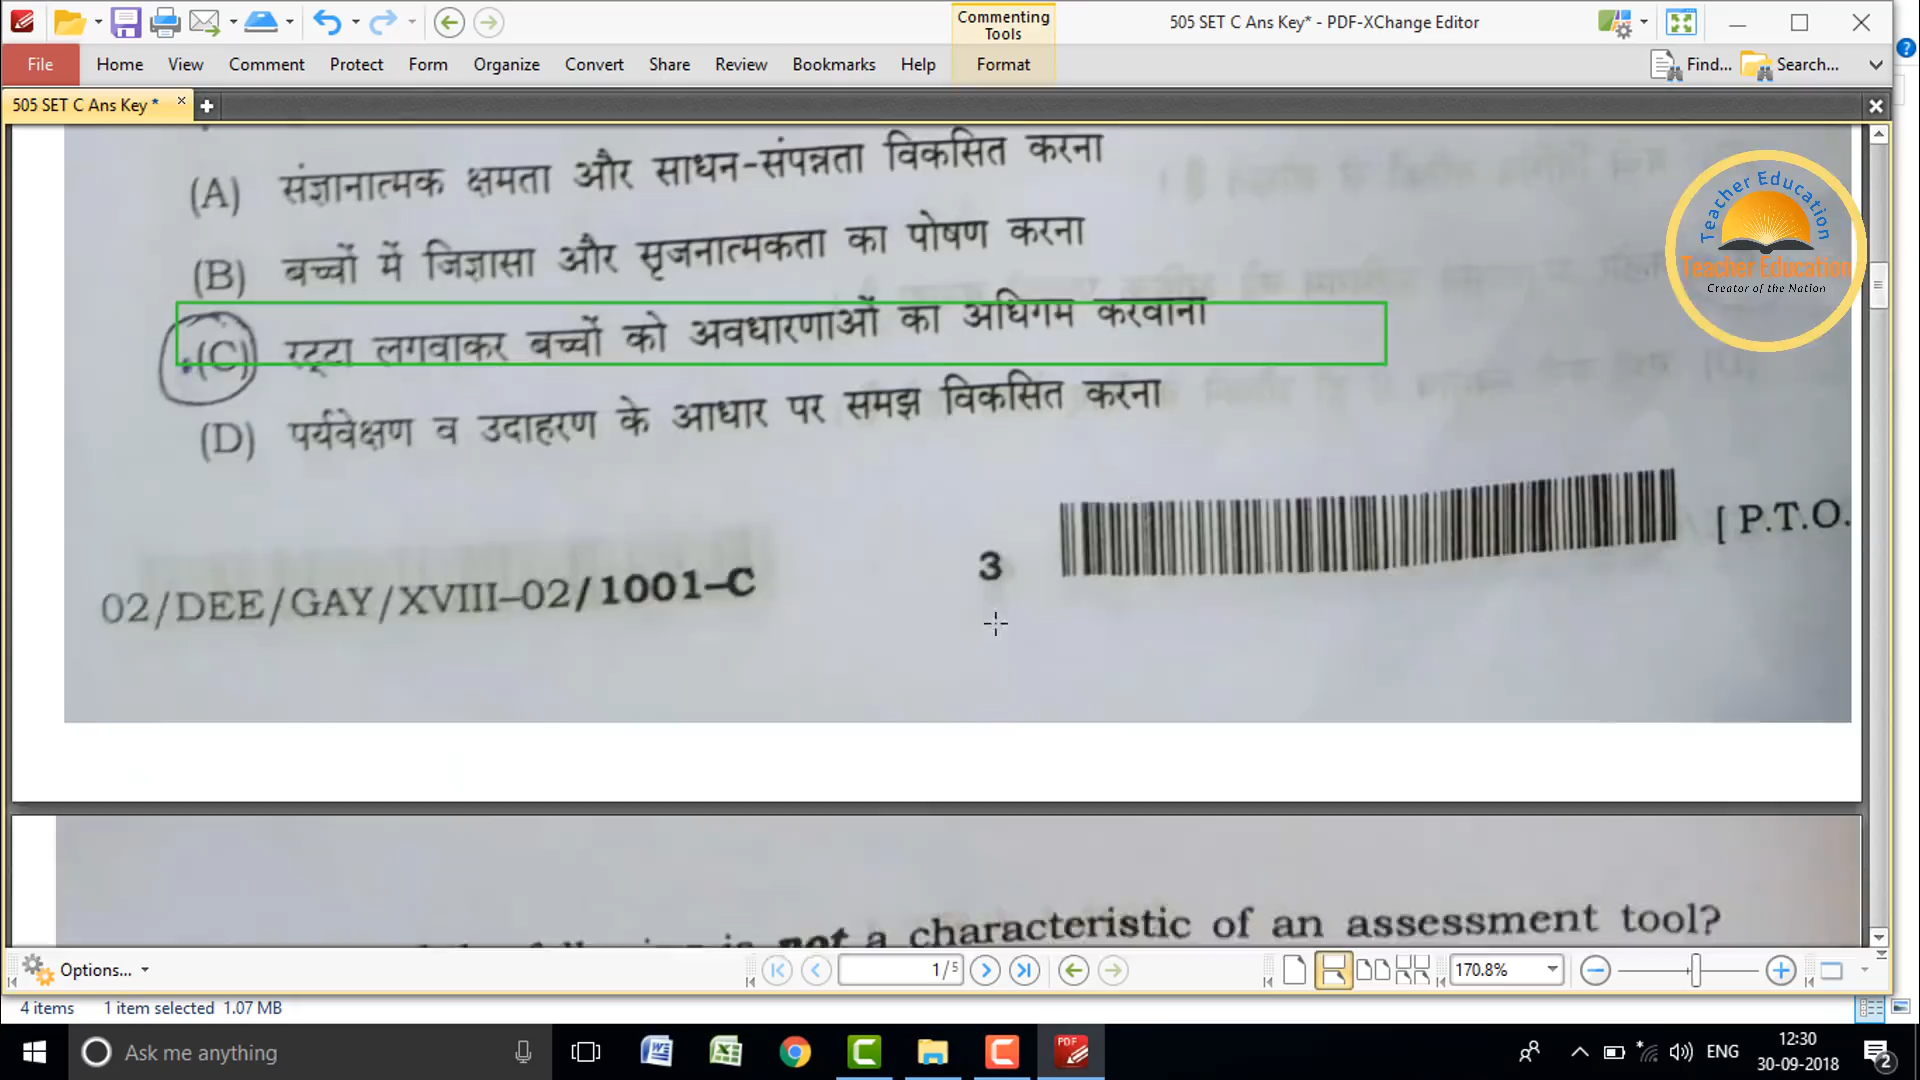 Commenting
Tools
505 SET C Ans Key* - PDF-XChange Editor
File Home View Comment Protect Form Organize Convert Share Review Bookmarks Help Format Find... Search...
505 SET C Ans Key *
(A) संज्ञानात्मक क्षमता और साधन-संपन्नता विकसित करना
(B) बच्चों में जिज्ञासा और सृजनात्मकता का पोषण करना
(C) रट्टा लगवाकर बच्चों को अवधारणाओं का अधिगम करवाना
(D) पर्यवेक्षण व उदाहरण के आधार पर समझ विकसित करना
Teacher Education
Teacher Education
Creator of the Nation
02/DEE/GAY/XVIII–02/1001–C 3 [ P.T.O.
is not a characteristic of an assessment tool?
Options... 1/5 170.8%
4 items 1 item selected 1.07 MB
Ask me anything
PDF
ENG
12:30
30-09-2018
2